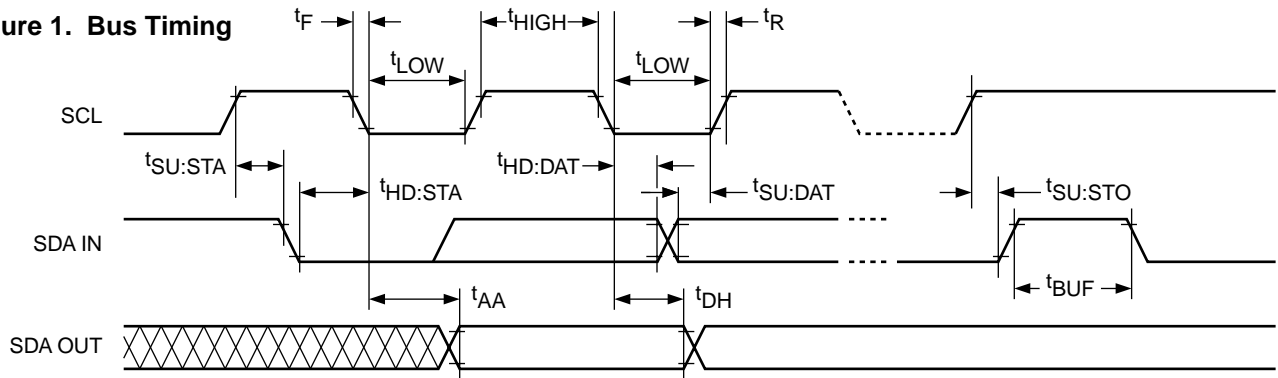 ure 1. Bus Timing
tF
tHIGH
tR
tLOW
tLOW
SCL
tSU:STA
tHD:STA
tHD:DAT
tSU:DAT
tSU:STO
SDA IN
tBUF
tAA
tDH
SDA OUT